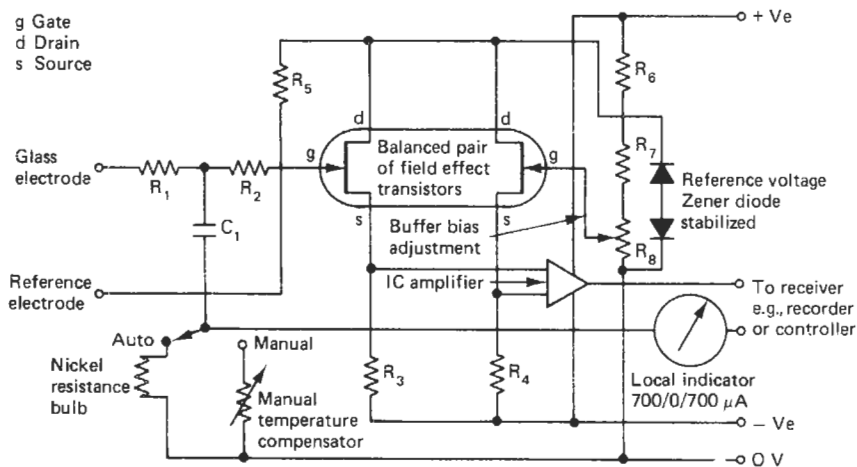 g Gate
d Drain
s Source
+ Ve
R5
R6
d
d
Glass
electrode
R1
R2
g
Balanced pair
of field effect
transistors
g
R7
Reference voltage
Zener diode
stabilized
C1
s
s
Buffer bias
adjustment
R8
Reference
electrode
IC amplifier
To receiver
e.g., recorder
or controller
Auto
Manual
Nickel
resistance
bulb
Manual
temperature
compensator
R3
R4
Local indicator
700/0/700 μA
– Ve
0 V